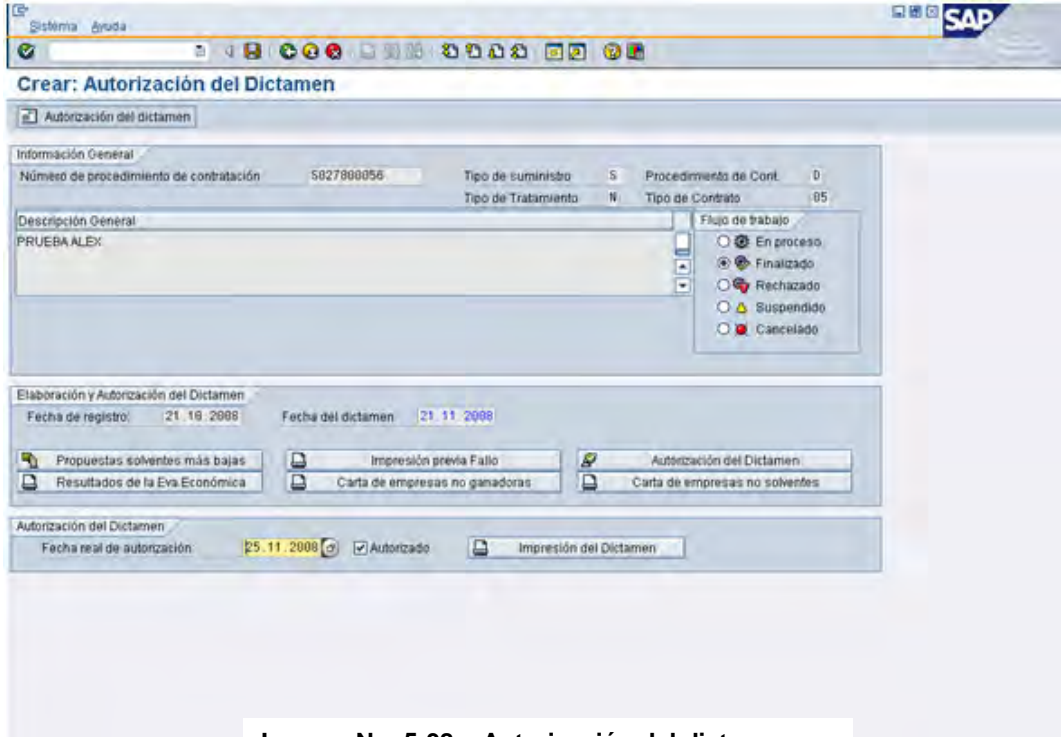 Sistema Ayuda
SAP
Crear: Autorización del Dictamen
Autorización del dictamen
Información General
Número de procedimiento de contratación S027800056 Tipo de suministro S Procedimiento de Cont. D
Tipo de Tratamiento N Tipo de Contrato 05
Descripción General
Flujo de trabajo
PRUEBA ALEX
En proceso
Finalizado
Rechazado
Suspendido
Cancelado
Elaboración y Autorización del Dictamen
Fecha de registro: 21.10.2008 Fecha del dictamen 21.11.2008
Propuestas solventes más bajas Impresión previa Fallo Autorización del Dictamen
Resultados de la Eva.Económica Carta de empresas no ganadoras Carta de empresas no solventes
Autorización del Dictamen
Fecha real de autorización 25.11.2008 Autorizado Impresión del Dictamen